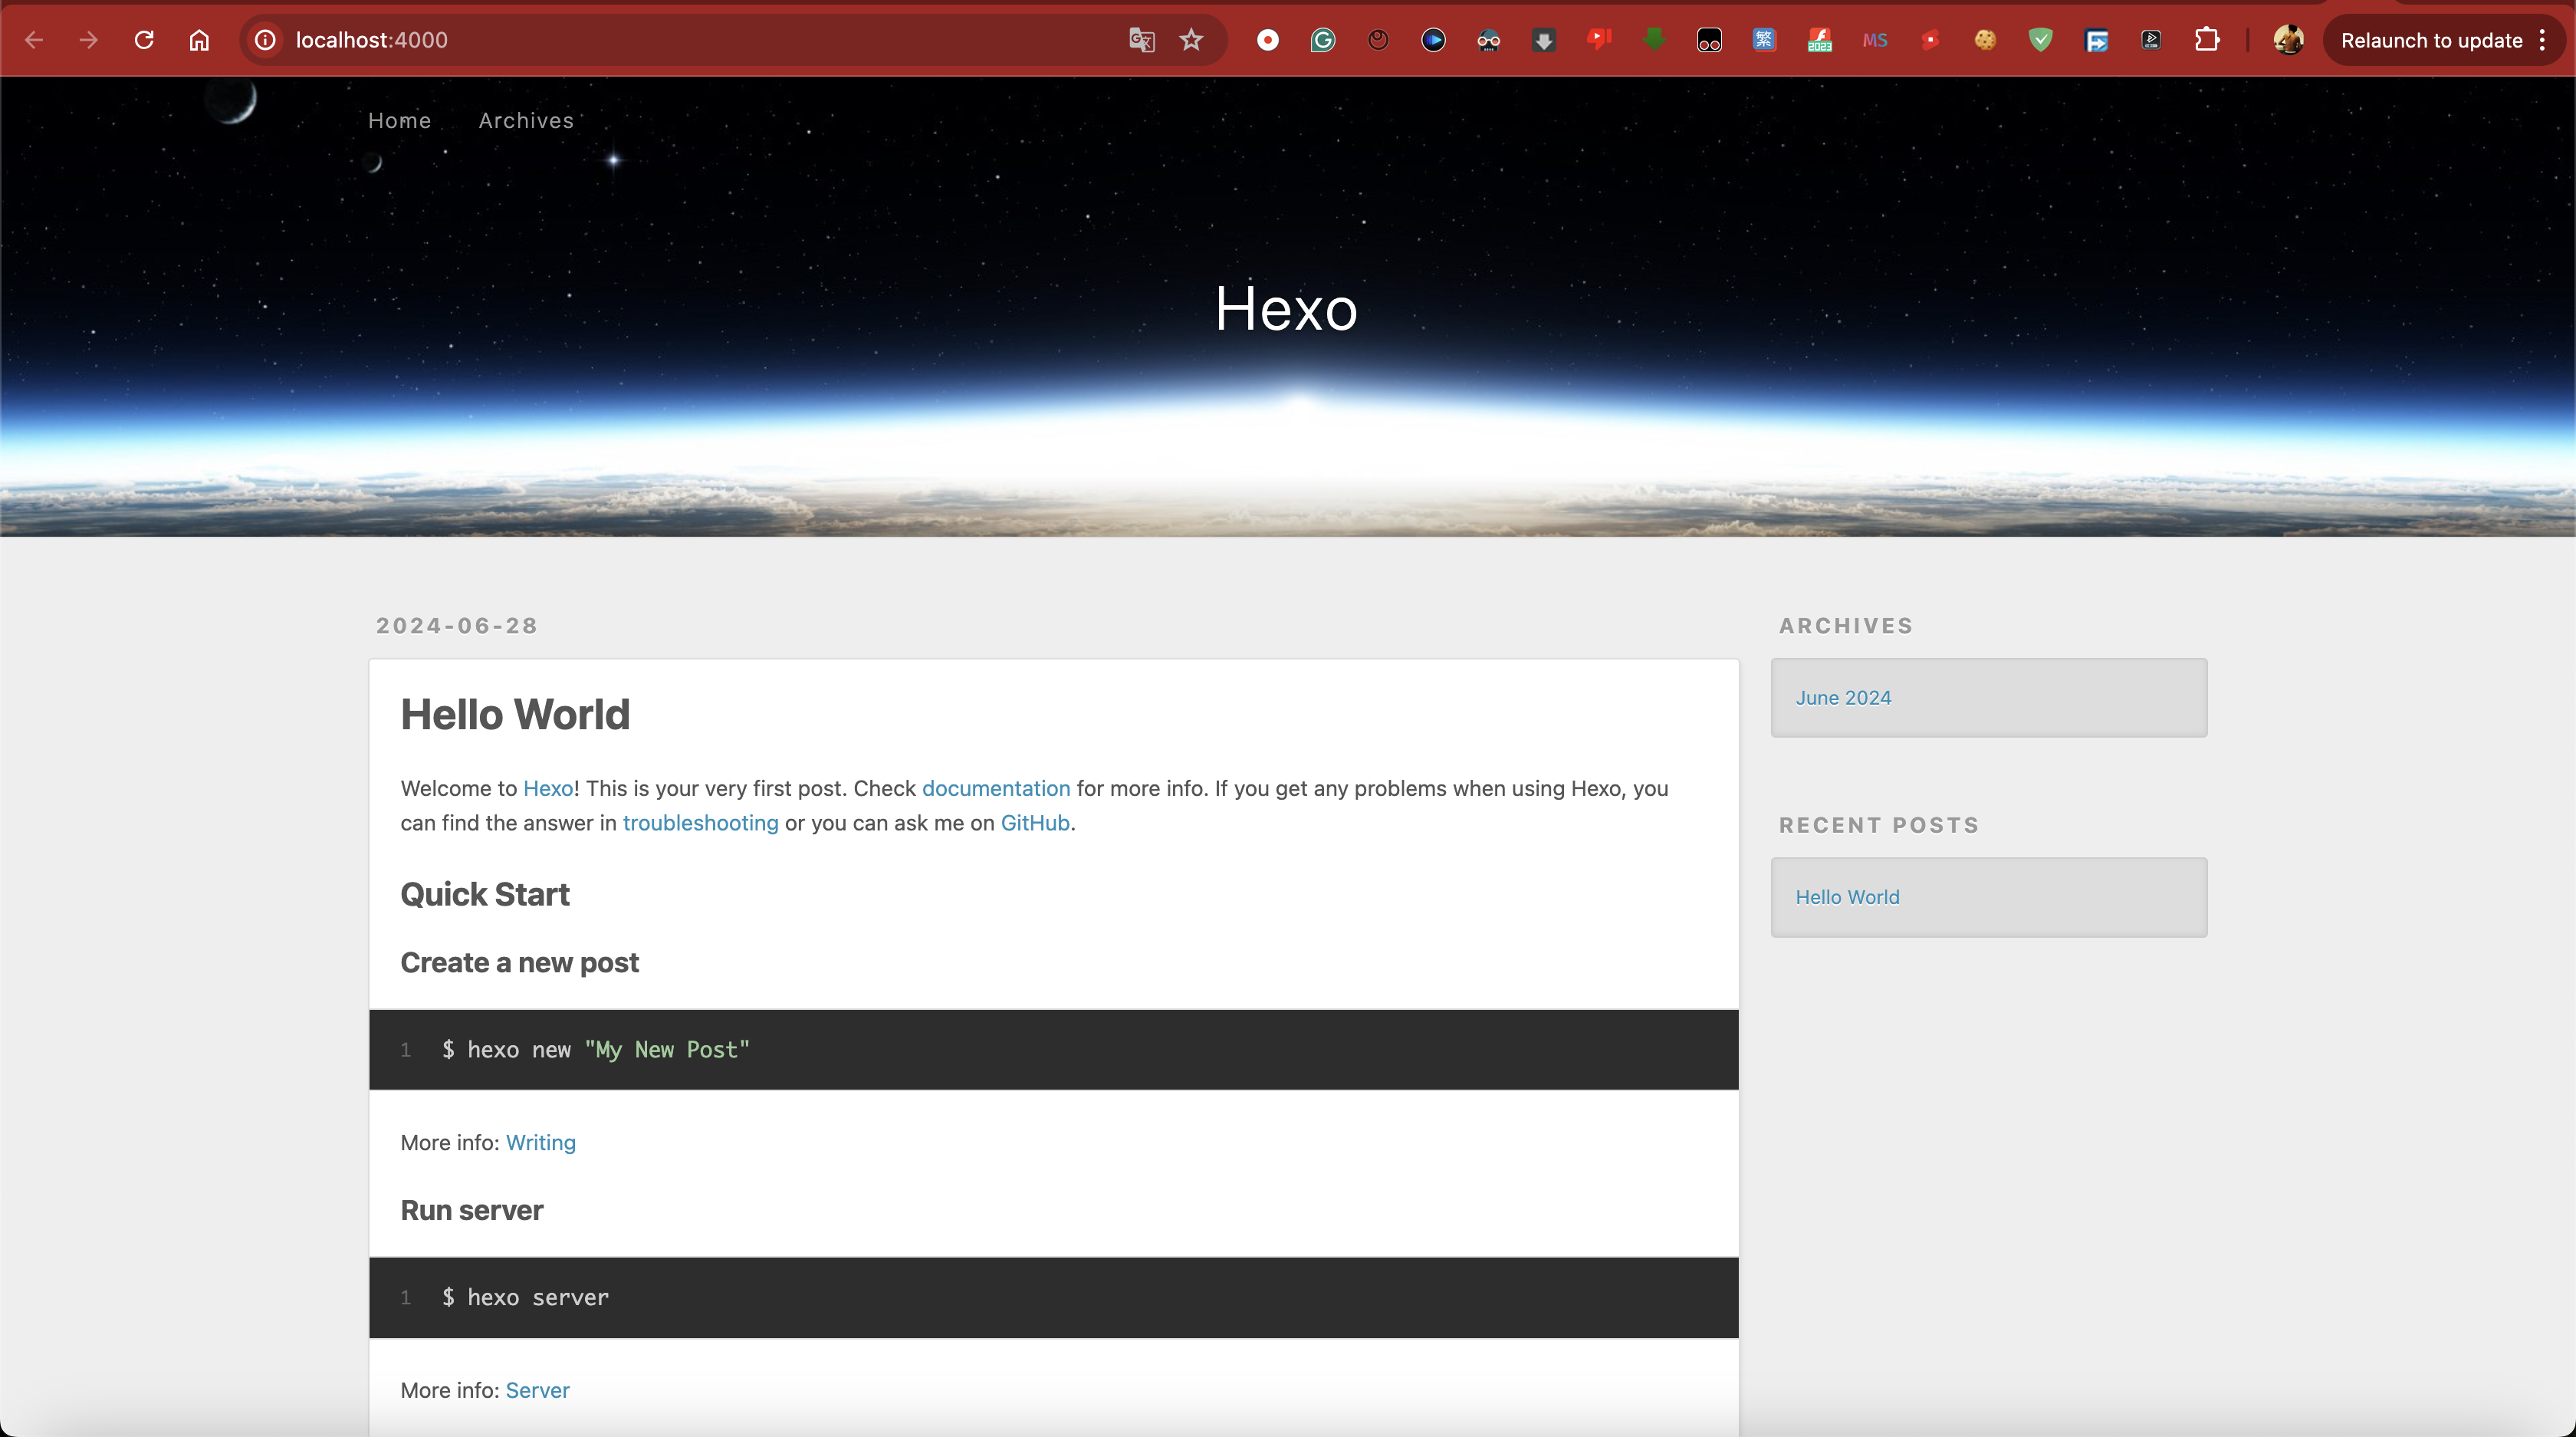 localhost:4000
繁
2023
MS
Relaunch to update
Home Archives
Hexo
2024-06-28
Hello World
Welcome to Hexo! This is your very first post. Check documentation for more info. If you get any problems when using Hexo, you
can find the answer in troubleshooting or you can ask me on GitHub.
Quick Start
Create a new post
1 $ hexo new "My New Post"
More info: Writing
Run server
1 $ hexo server
More info: Server
ARCHIVES
June 2024
RECENT POSTS
Hello World